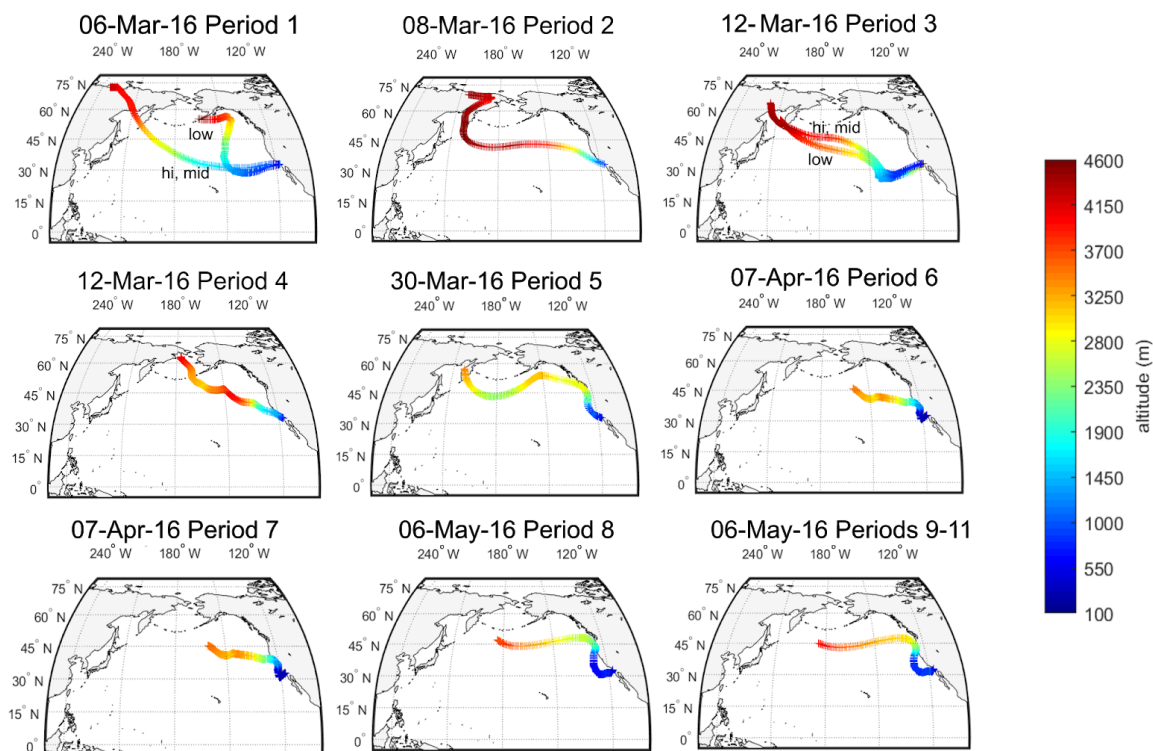 06-Mar-16 Period 1
240° W 180° W 120° W
75° N
60° N
45° N
30° N
15° N
0°
low
hi, mid
08-Mar-16 Period 2
240° W 180° W 120° W
75° N
60° N
45° N
30° N
15° N
0°
12-Mar-16 Period 3
240° W 180° W 120° W
75° N
60° N
45° N
30° N
15° N
0°
hi, mid
low
12-Mar-16 Period 4
240° W 180° W 120° W
75° N
60° N
45° N
30° N
15° N
0°
30-Mar-16 Period 5
240° W 180° W 120° W
75° N
60° N
45° N
30° N
15° N
0°
07-Apr-16 Period 6
240° W 180° W 120° W
75° N
60° N
45° N
30° N
15° N
0°
07-Apr-16 Period 7
240° W 180° W 120° W
75° N
60° N
45° N
30° N
15° N
0°
06-May-16 Period 8
240° W 180° W 120° W
75° N
60° N
45° N
30° N
15° N
0°
06-May-16 Periods 9-11
240° W 180° W 120° W
75° N
60° N
45° N
30° N
15° N
0°
4600
4150
3700
3250
2800
2350
1900
1450
1000
550
100
altitude (m)